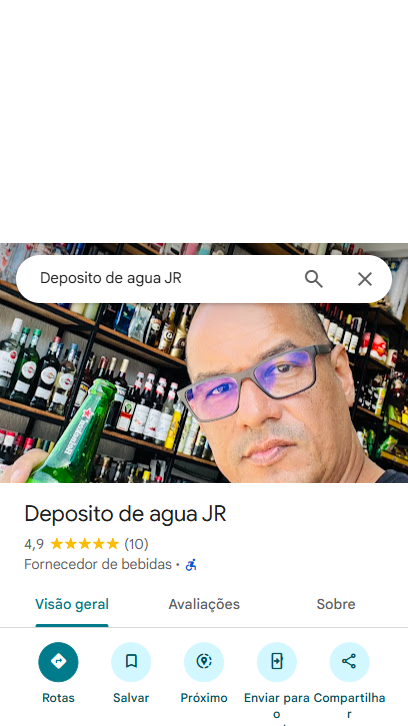 Deposito de agua JR
Deposito de agua JR
4,9 (10)
Fornecedor de bebidas ·
Visão geral Avaliações Sobre
Rotas Salvar Próximo Enviar para Compartilha
o r